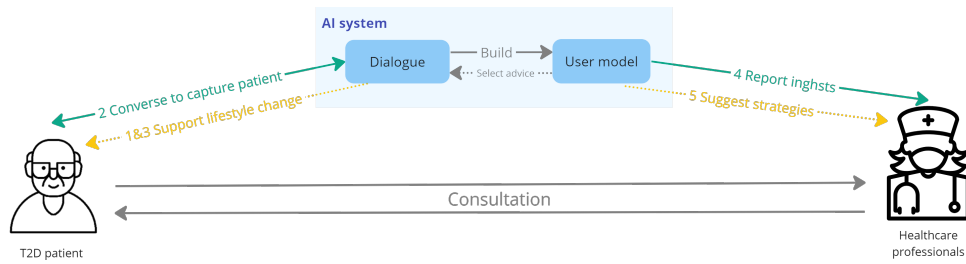 AI system
Dialogue
Build
User model
Select advice
2 Converse to capture patient
1&3 Support lifestyle change
4 Report inghsts
5 Suggest strategies
Consultation
T2D patient
Healthcare
professionals